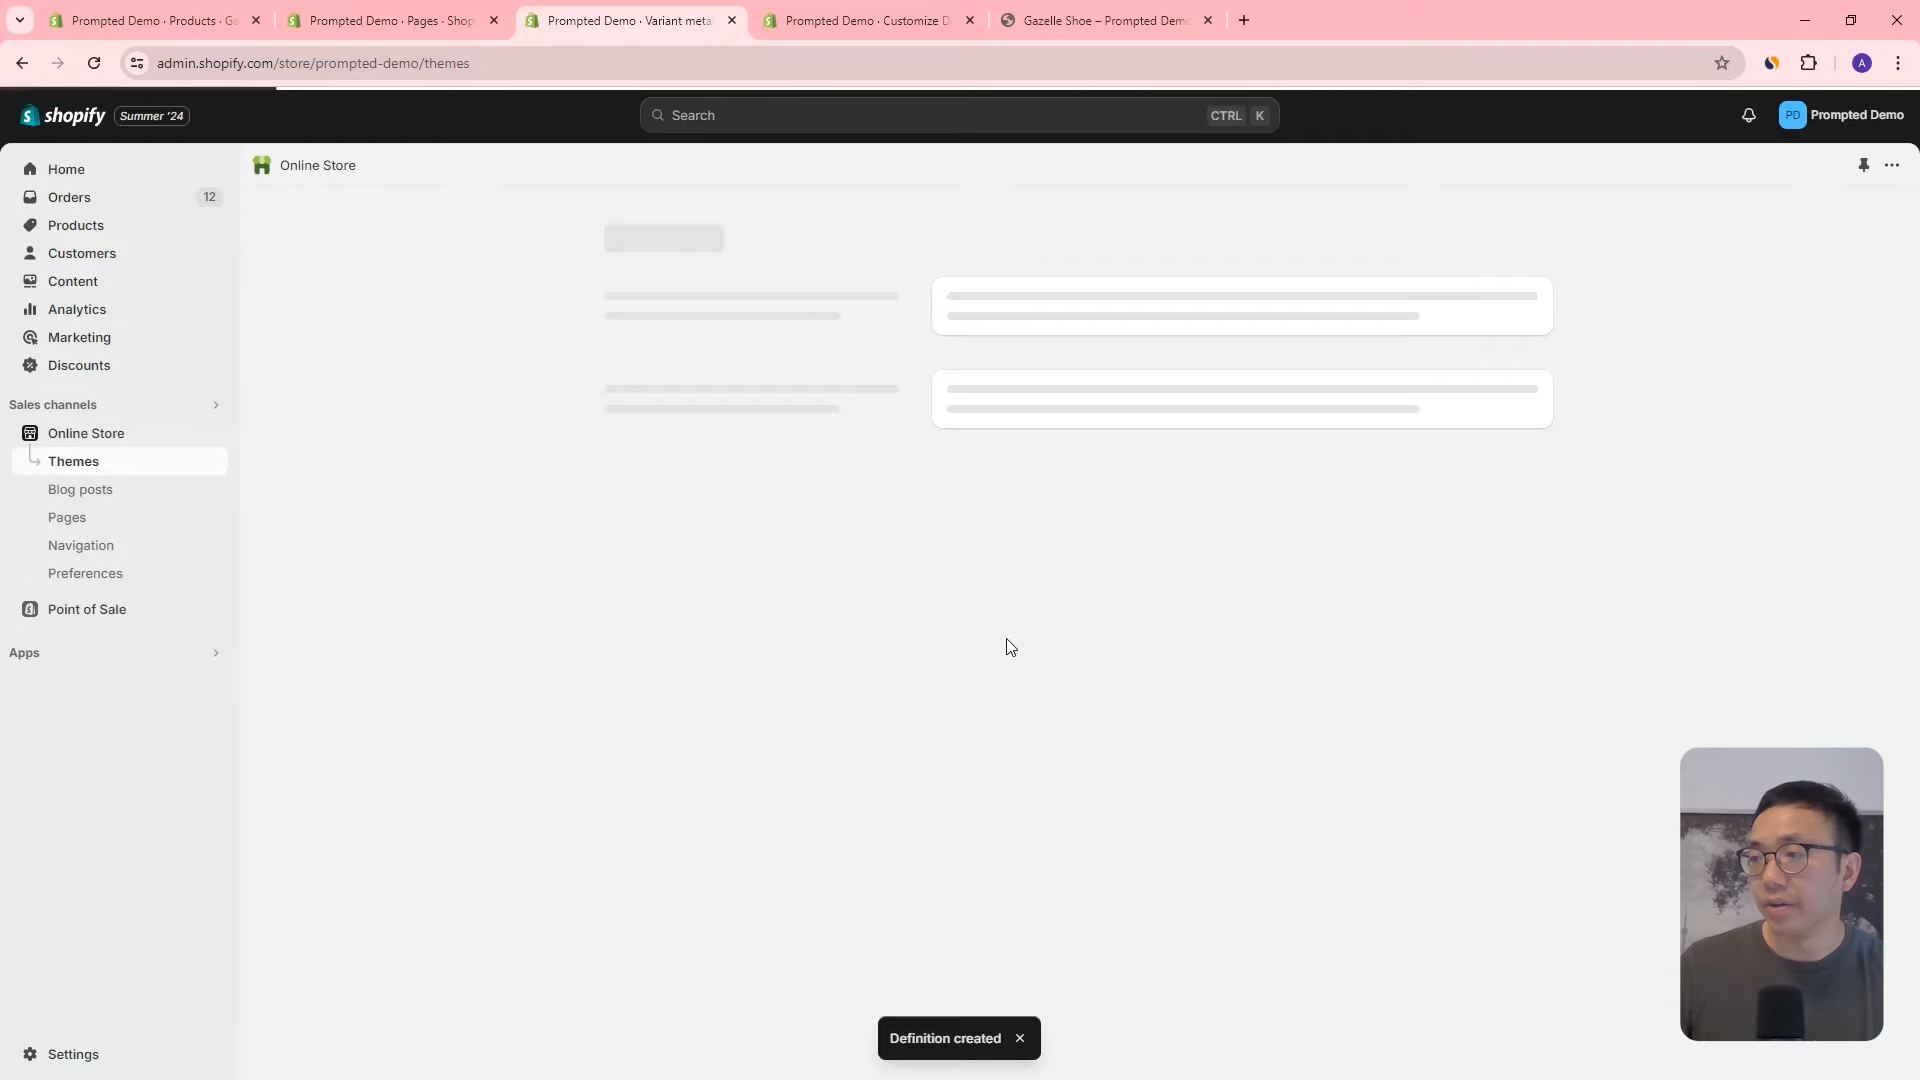 Prompted Demo · Products · Ga
Prompted Demo · Pages · Shop
Prompted Demo · Variant meta
Prompted Demo · Customize D
Gazelle Shoe – Prompted Demo
admin.shopify.com/store/prompted-demo/themes
A
shopify
Summer '24
Search
CTRL K
PD
Prompted Demo
Home
Orders
12
Products
Customers
Content
Analytics
Marketing
Discounts
Sales channels
Online Store
Themes
Blog posts
Pages
Navigation
Preferences
Point of Sale
Apps
Settings
Online Store
Definition created